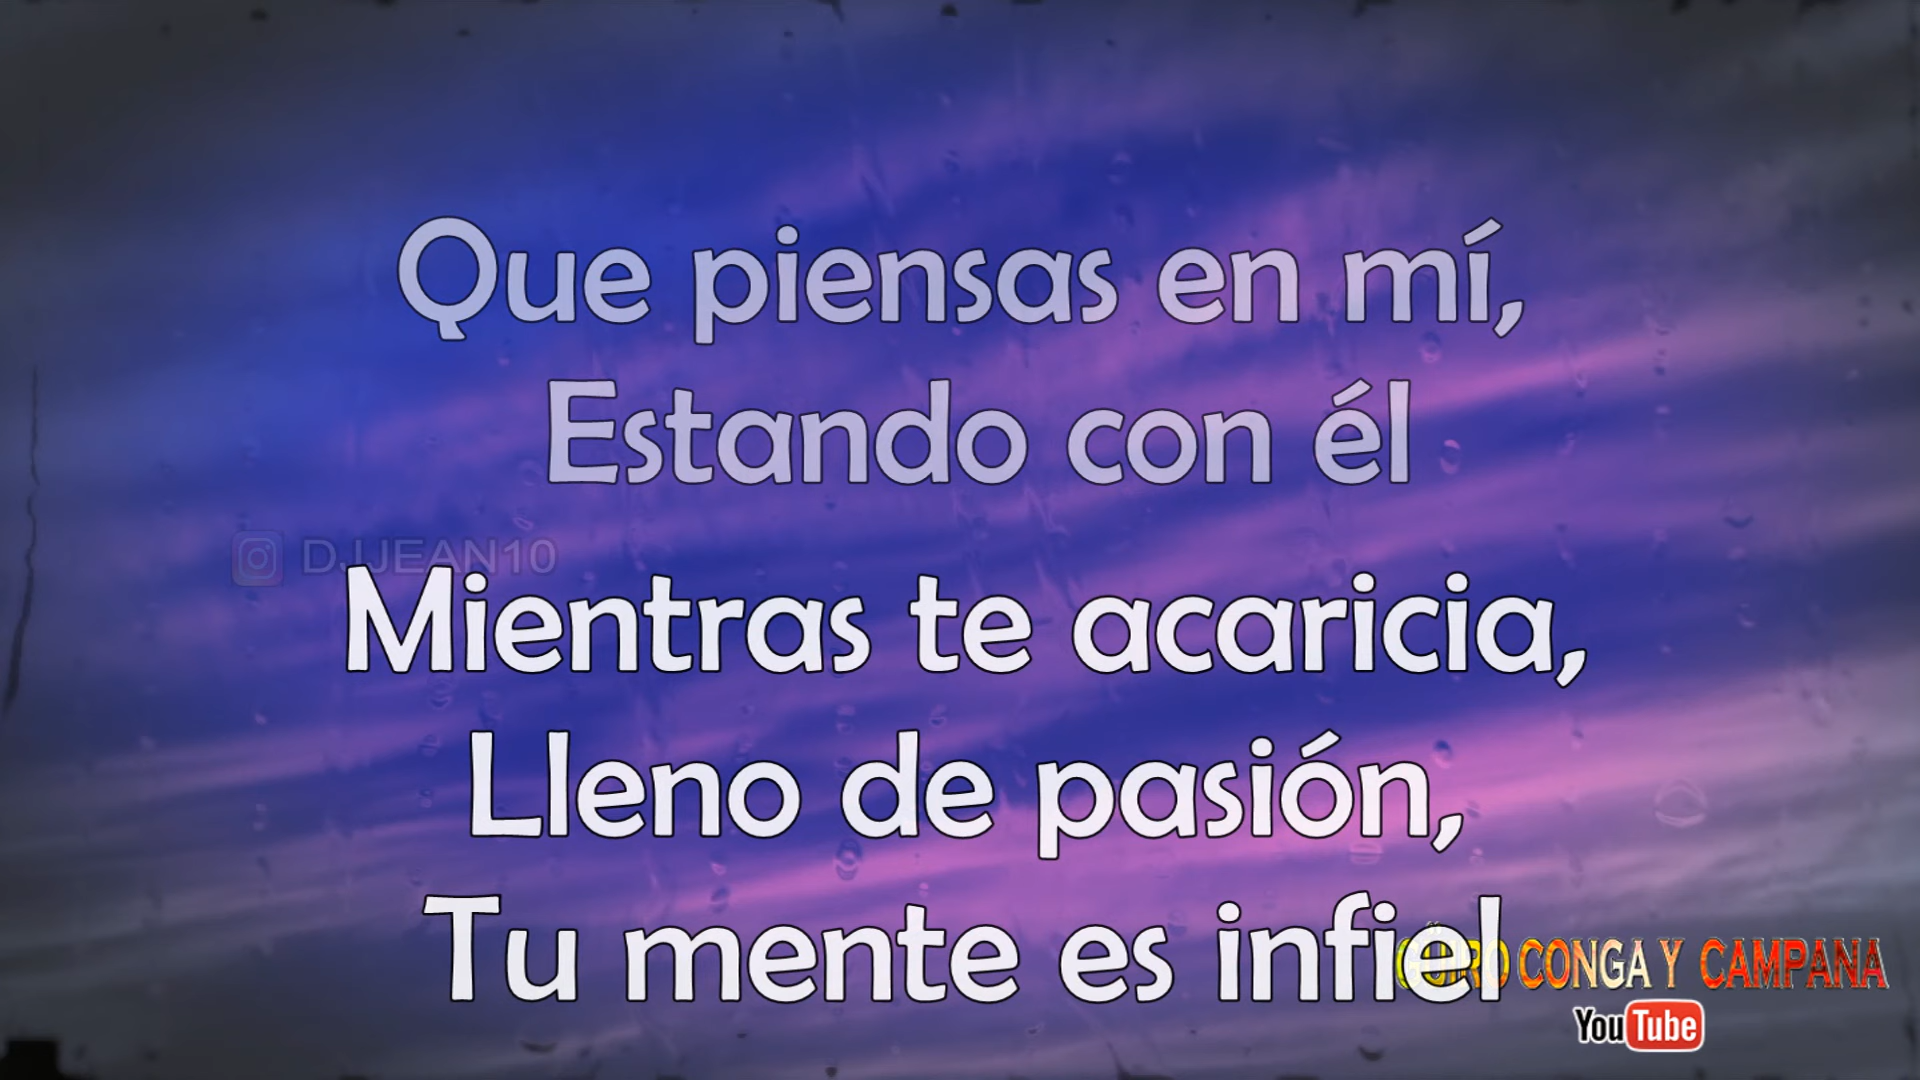 Que piensas en mí,
Estando con él
DJJEAN10
Mientras te acaricia,
Lleno de pasión,
Tu mente es infiel
GÜIRO CONGA Y CAMPANA
YouTube